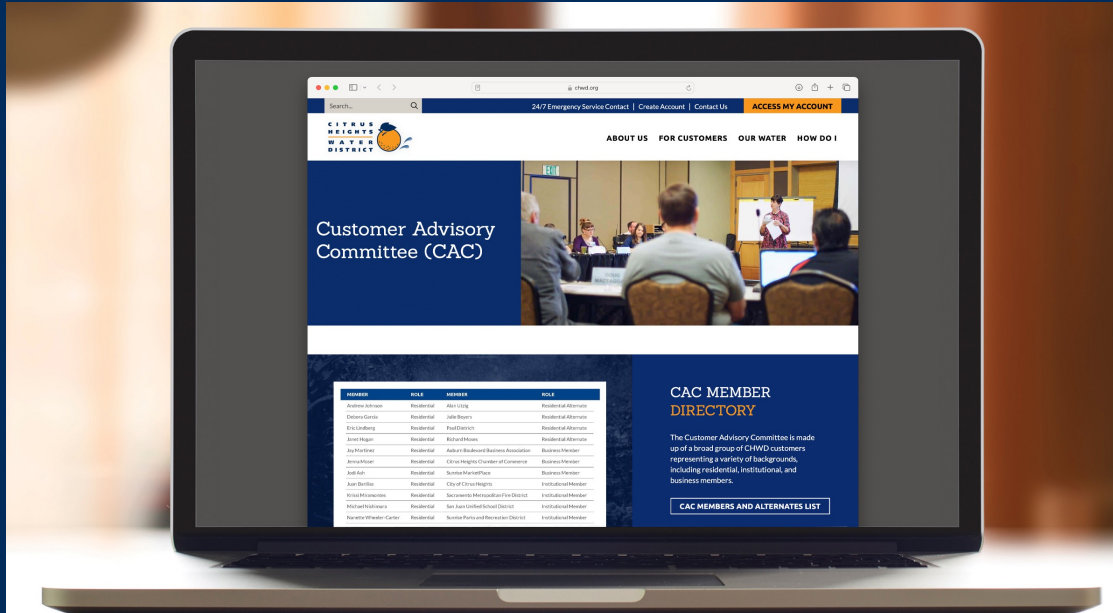 chwd.org
Search...
24/7 Emergency Service Contact | Create Account | Contact Us
ACCESS MY ACCOUNT
CITRUS
HEIGHTS
WATER
DISTRICT
ABOUT US FOR CUSTOMERS OUR WATER HOW DO I
Customer Advisory
Committee (CAC)
EXIT
MEMBER ROLE MEMBER ROLE
Andrew Johnson Residential Alan Utzig Residential Alternate
Debora Garcia Residential Julie Beyers Residential Alternate
Eric Lindberg Residential Paul Dietrich Residential Alternate
Janet Hogan Residential Richard Moses Residential Alternate
Jay Martinez Residential Auburn Boulevard Business Association Business Member
Jenna Moser Residential Citrus Heights Chamber of Commerce Business Member
Jodi Ash Residential Sunrise MarketPlace Business Member
Juan Barillas Residential City of Citrus Heights Institutional Member
Krissi Miramontes Residential Sacramento Metropolitan Fire District Institutional Member
Michael Nishimura Residential San Juan Unified School District Institutional Member
Nanette Wheeler-Carter Residential Sunrise Parks and Recreation District Institutional Member
CAC MEMBER
DIRECTORY
The Customer Advisory Committee is made
up of a broad group of CHWD customers
representing a variety of backgrounds,
including residential, institutional, and
business members.
CAC MEMBERS AND ALTERNATES LIST